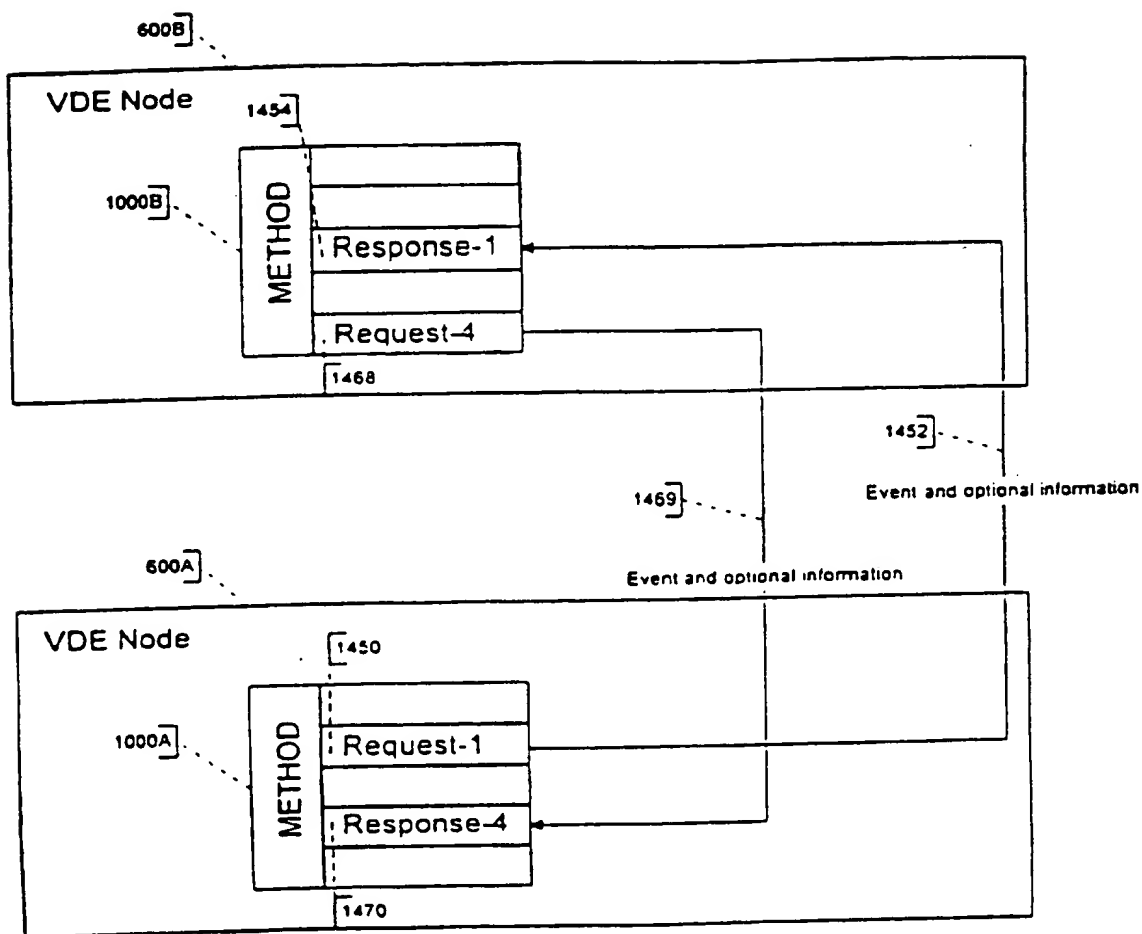 600B
VDE Node
1454
1000B
METHOD
Response-1
Request-4
1468
1452
Event and optional information
1469
Event and optional information
600A
VDE Node
1450
1000A
METHOD
Request-1
Response-4
1470